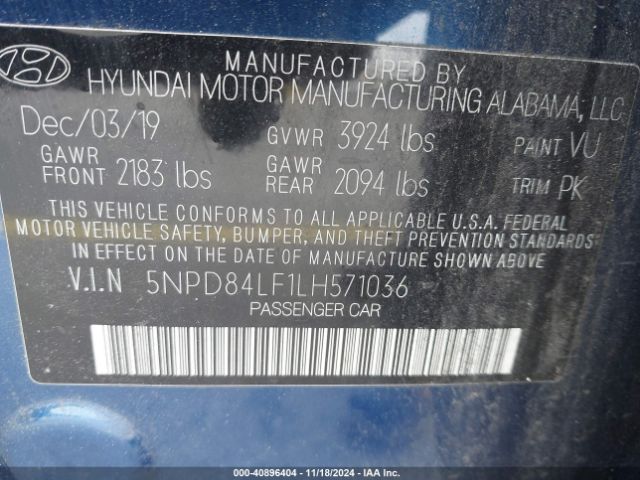 MANUFACTURED BY
HYUNDAI MOTOR MANUFACTURING ALABAMA, LLC
Dec/03/19 GVWR 3924 lbs PAINT VU
GAWR FRONT 2183 lbs GAWR REAR 2094 lbs TRIM PK
THIS VEHICLE CONFORMS TO ALL APPLICABLE U.S.A. FEDERAL
MOTOR VEHICLE SAFETY, BUMPER, AND THEFT PREVENTION STANDARDS
IN EFFECT ON THE DATE OF MANUFACTURE SHOWN ABOVE.
V.I.N 5NPD84LF1LH571036
PASSENGER CAR
000-40896404 - 11/18/2024 - IAA Inc.